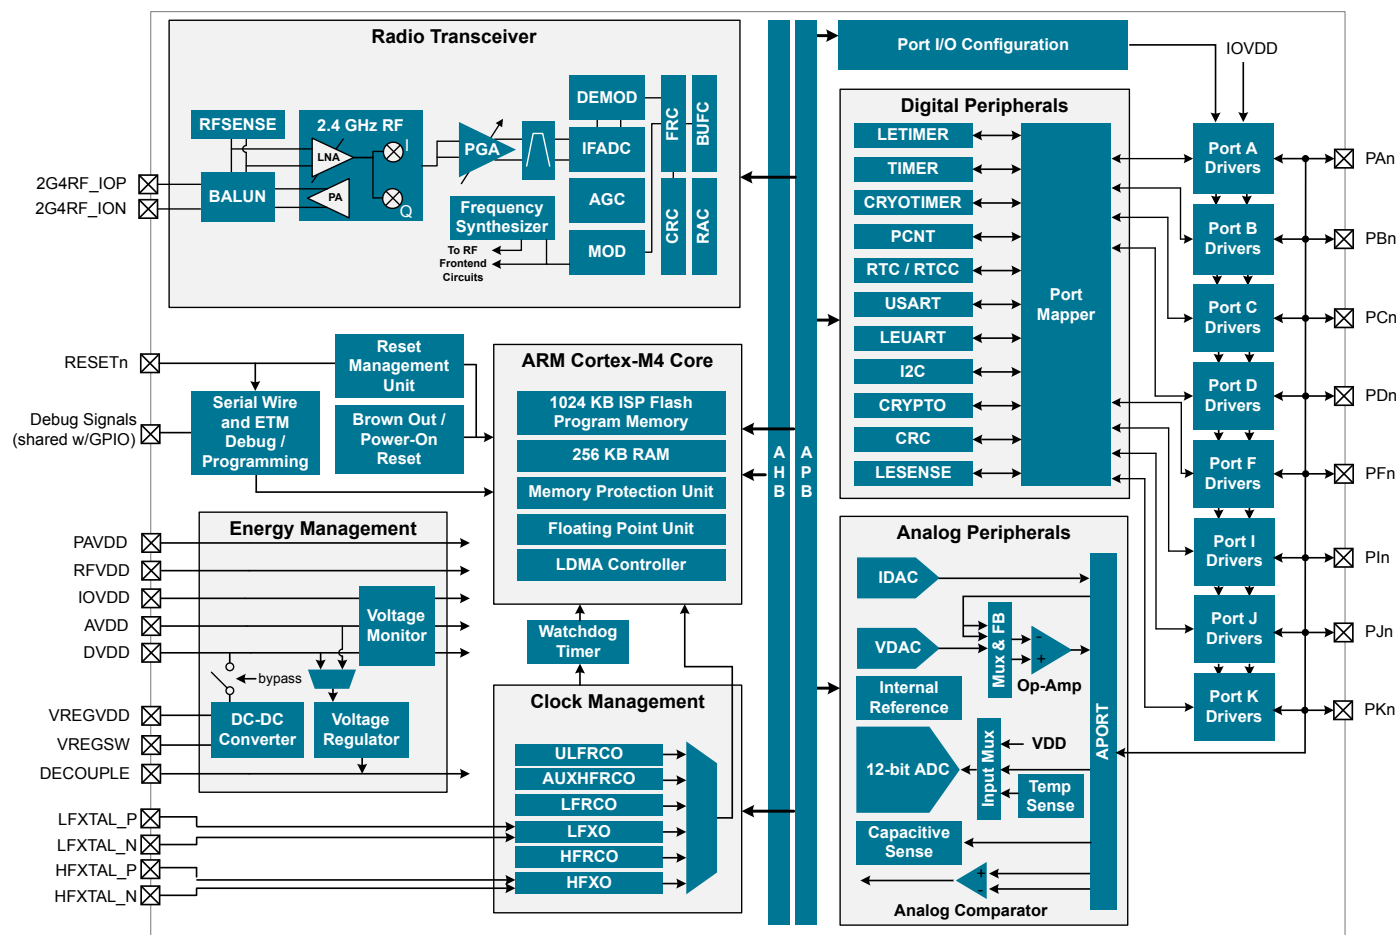 Radio Transceiver
RFSENSE
2.4 GHz RF
LNA
I
PA
Q
BALUN
2G4RF_IOP
2G4RF_ION
PGA
DEMOD
IFADC
AGC
MOD
FRC
BUFC
CRC
RAC
Frequency
Synthesizer
To RF
Frontend
Circuits
RESETn
Debug Signals
(shared w/GPIO)
Reset
Management
Unit
Brown Out /
Power-On
Reset
Serial Wire
and ETM
Debug /
Programming
ARM Cortex-M4 Core
1024 KB ISP Flash
Program Memory
256 KB RAM
Memory Protection Unit
Floating Point Unit
LDMA Controller
Watchdog
Timer
Energy Management
PAVDD
RFVDD
IOVDD
AVDD
DVDD
VREGVDD
VREGSW
DECOUPLE
Voltage
Monitor
bypass
DC-DC
Converter
Voltage
Regulator
Clock Management
ULFRCO
AUXHFRCO
LFRCO
LFXO
HFRCO
HFXO
LFXTAL_P
LFXTAL_N
HFXTAL_P
HFXTAL_N
A
H
B
A
P
B
Port I/O Configuration
IOVDD
Digital Peripherals
LETIMER
TIMER
CRYOTIMER
PCNT
RTC / RTCC
USART
LEUART
I2C
CRYPTO
CRC
LESENSE
Port
Mapper
Analog Peripherals
IDAC
VDAC
Mux & FB
-
+
Op-Amp
Internal
Reference
12-bit ADC
Input Mux
VDD
Temp
Sense
Capacitive
Sense
+
-
Analog Comparator
APORT
Port A
Drivers
Port B
Drivers
Port C
Drivers
Port D
Drivers
Port F
Drivers
Port I
Drivers
Port J
Drivers
Port K
Drivers
PAn
PBn
PCn
PDn
PFn
PIn
PJn
PKn